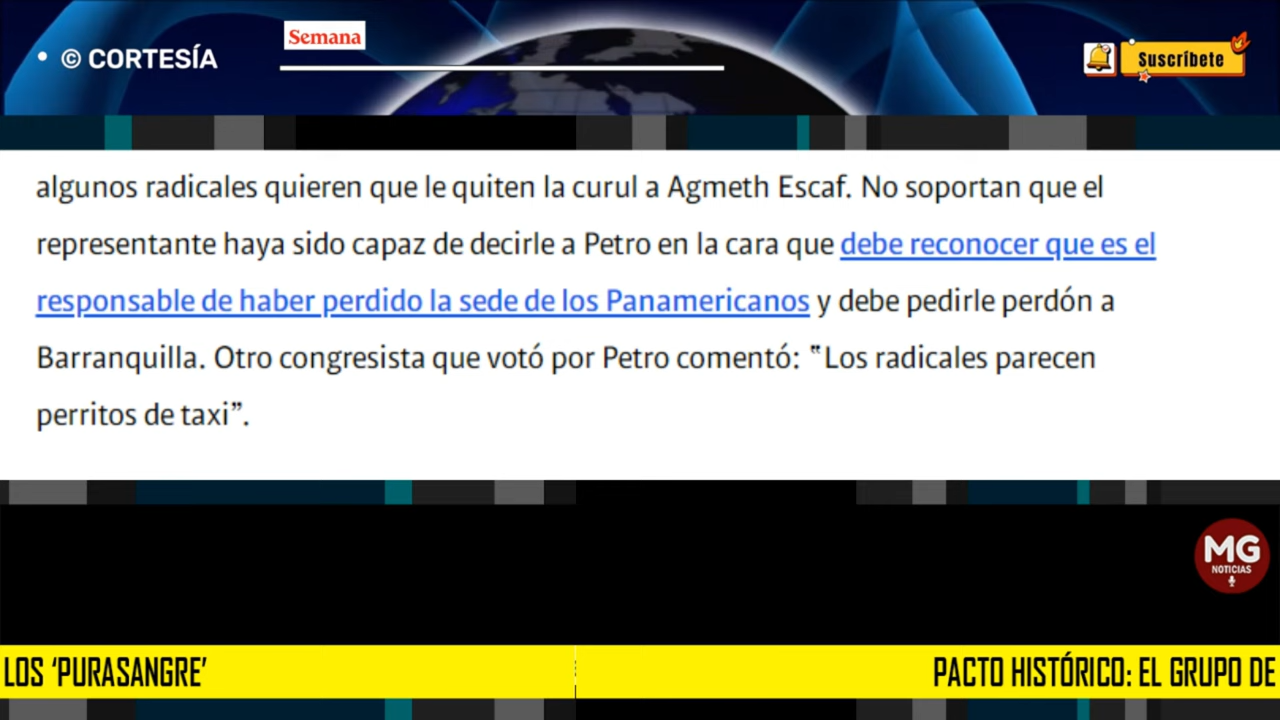 • © CORTESÍA
Semana
Suscríbete
algunos radicales quieren que le quiten la curul a Agmeth Escaf. No soportan que el
representante haya sido capaz de decirle a Petro en la cara que debe reconocer que es el
responsable de haber perdido la sede de los Panamericanos y debe pedirle perdón a
Barranquilla. Otro congresista que votó por Petro comentó: “Los radicales parecen
perritos de taxi”.
MG
NOTICIAS
LOS ‘PURASANGRE’
PACTO HISTÓRICO: EL GRUPO DE